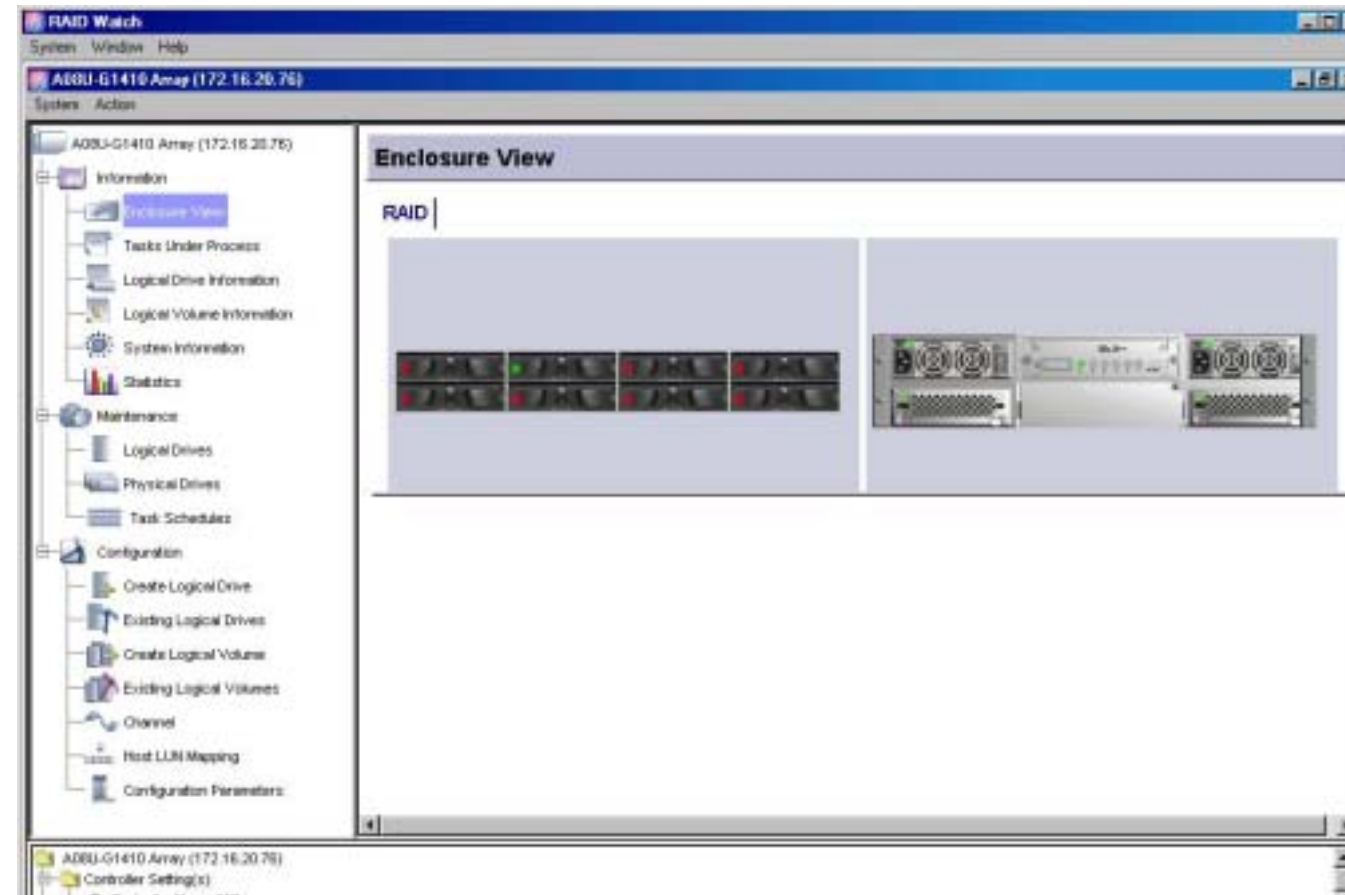 RAID Watch
System Window Help
A08U-G1410 Array (172.16.20.76)
System Action
A08U-G1410 Array (172.16.20.76)
Information
Enclosure View
Tasks Under Process
Logical Drive Information
Logical Volume Information
System Information
Statistics
Maintenance
Logical Drives
Physical Drives
Task Schedules
Configuration
Create Logical Drive
Existing Logical Drives
Create Logical Volume
Existing Logical Volumes
Channel
Host LUN Mapping
Configuration Parameters
Enclosure View
RAID
A08U-G1410 Array (172.16.20.76)
Controller Setting(s)